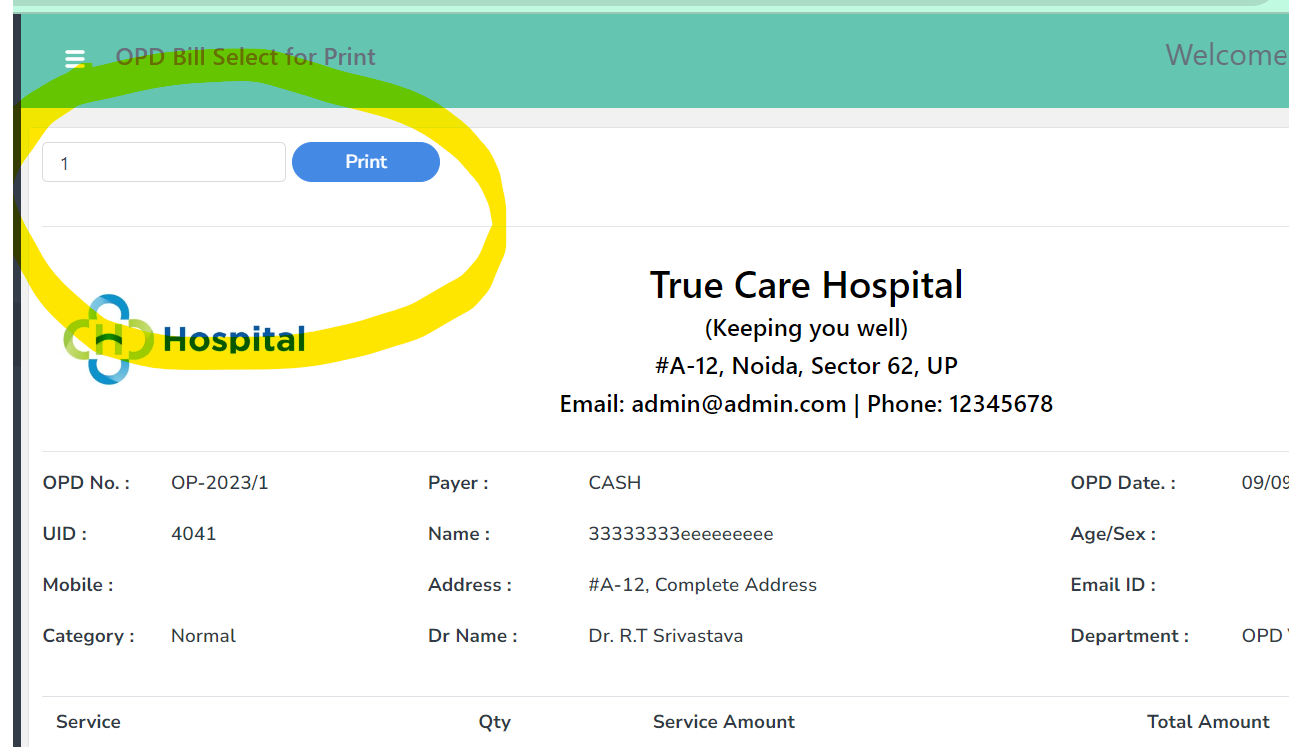 OPD Bill Select for Print Welcome
1 Print
Hospital
True Care Hospital
(Keeping you well)
#A-12, Noida, Sector 62, UP
Email: admin@admin.com | Phone: 12345678
OPD No. : OP-2023/1 Payer : CASH OPD Date. : 09/09
UID : 4041 Name : 33333333eeeeeeeee Age/Sex :
Mobile : Address : #A-12, Complete Address Email ID :
Category : Normal Dr Name : Dr. R.T Srivastava Department : OPD
Service Qty Service Amount Total Amount